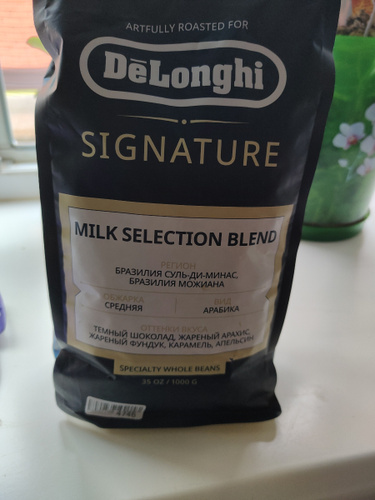 ARTFULLY ROASTED FOR
DēLonghi
SIGNATURE
MILK SELECTION BLEND
РЕГИОН
БРАЗИЛИЯ СУЛЬ-ДИ-МИНАС,
БРАЗИЛИЯ МОЖИАНА
ОБЖАРКА ВИД
СРЕДНЯЯ АРАБИКА
ОТТЕНКИ ВКУСА
ТЕМНЫЙ ШОКОЛАД, ЖАРЕНЫЙ АРАХИС,
ЖАРЕНЫЙ ФУНДУК, КАРАМЕЛЬ, АПЕЛЬСИН
SPECIALTY WHOLE BEANS
35 OZ / 1000 G